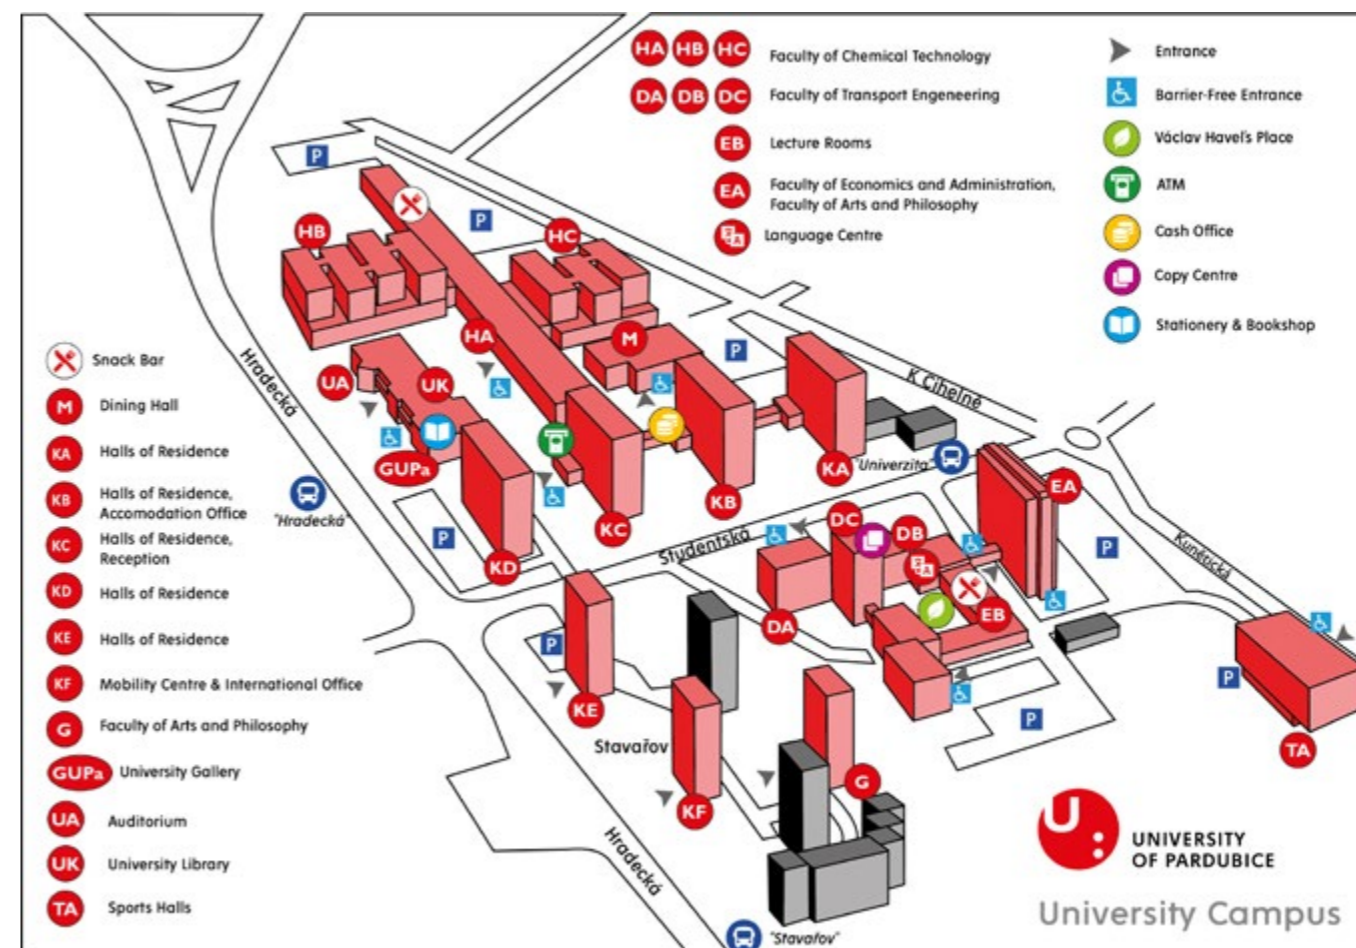 HA HB HC Faculty of Chemical Technology
DA DB DC Faculty of Transport Engeneering
EB Lecture Rooms
EA Faculty of Economics and Administration,
Faculty of Arts and Philosophy
Language Centre
Entrance
Barrier-Free Entrance
Václav Havel's Place
ATM
Cash Office
Copy Centre
Stationery & Bookshop
Snack Bar
M Dining Hall
KA Halls of Residence
KB Halls of Residence,
Accomodation Office
KC Halls of Residence,
Reception
KD Halls of Residence
KE Halls of Residence
KF Mobility Centre & International Office
G Faculty of Arts and Philosophy
GUPa University Gallery
UA Auditorium
UK University Library
TA Sports Halls
P
P
HB
HC
HA
M
P
UA
UK
Hradecká
K Cihelně
GUPa
KA
"Univerzita"
KB
KC
KD
"Hradecká"
P
Studentská
EA
DC
DB
P
Kunětická
DA
EB
P
KE
P
P
TA
Stavařov
KF
G
Hradecká
"Stavařov"
U:
UNIVERSITY
OF PARDUBICE
University Campus